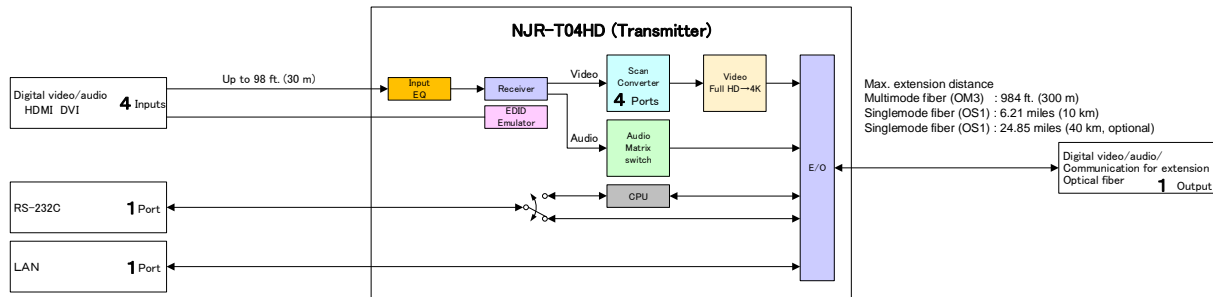 NJR-T04HD (Transmitter)
Digital video/audio
HDMI DVI 4 Inputs
Up to 98 ft. (30 m)
Input
EQ
Receiver
EDID
Emulator
Video
Audio
Scan
Converter
4 Ports
Video
Full HD→4K
Audio
Matrix
switch
CPU
E/O
RS-232C 1 Port
LAN 1 Port
Max. extension distance
Multimode fiber (OM3) : 984 ft. (300 m)
Singlemode fiber (OS1) : 6.21 miles (10 km)
Singlemode fiber (OS1) : 24.85 miles (40 km, optional)
Digital video/audio/
Communication for extension
Optical fiber 1 Output